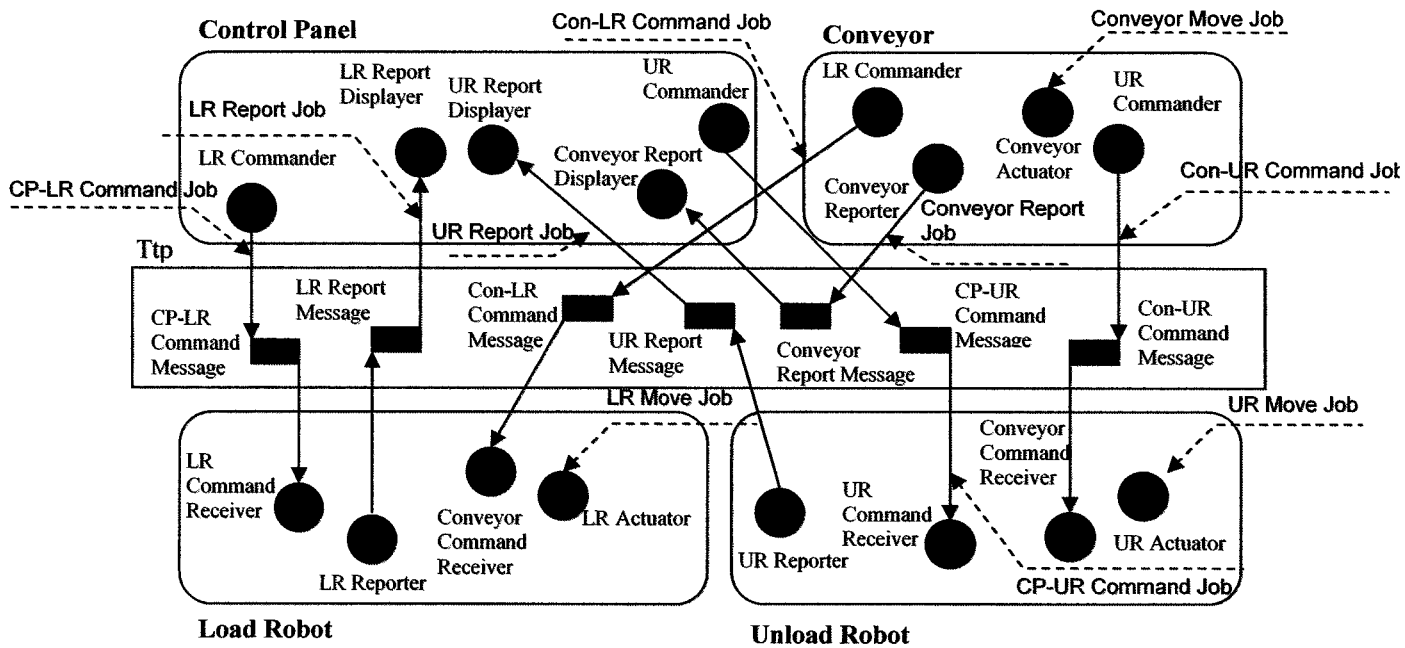 Control Panel
Con-LR Command Job
Conveyor Move Job
Conveyor
LR Report
Displayer
UR Report
Displayer
UR
Commander
LR Commander
UR
Commander
LR Report Job
LR Commander
Conveyor Report
Displayer
Conveyor
Actuator
CP-LR Command Job
Con-UR Command Job
Conveyor
Reporter
Conveyor Report
Job
UR Report Job
Ttp
LR Report
Message
CP-LR
Command
Message
Con-LR
Command
Message
UR Report
Message
Conveyor
Report Message
CP-UR
Command
Message
Con-UR
Command
Message
LR Move Job
UR Move Job
LR
Command
Receiver
LR Reporter
Conveyor
Command
Receiver
LR Actuator
UR Reporter
UR
Command
Receiver
Conveyor
Command
Receiver
UR Actuator
CP-UR Command Job
Load Robot
Unload Robot